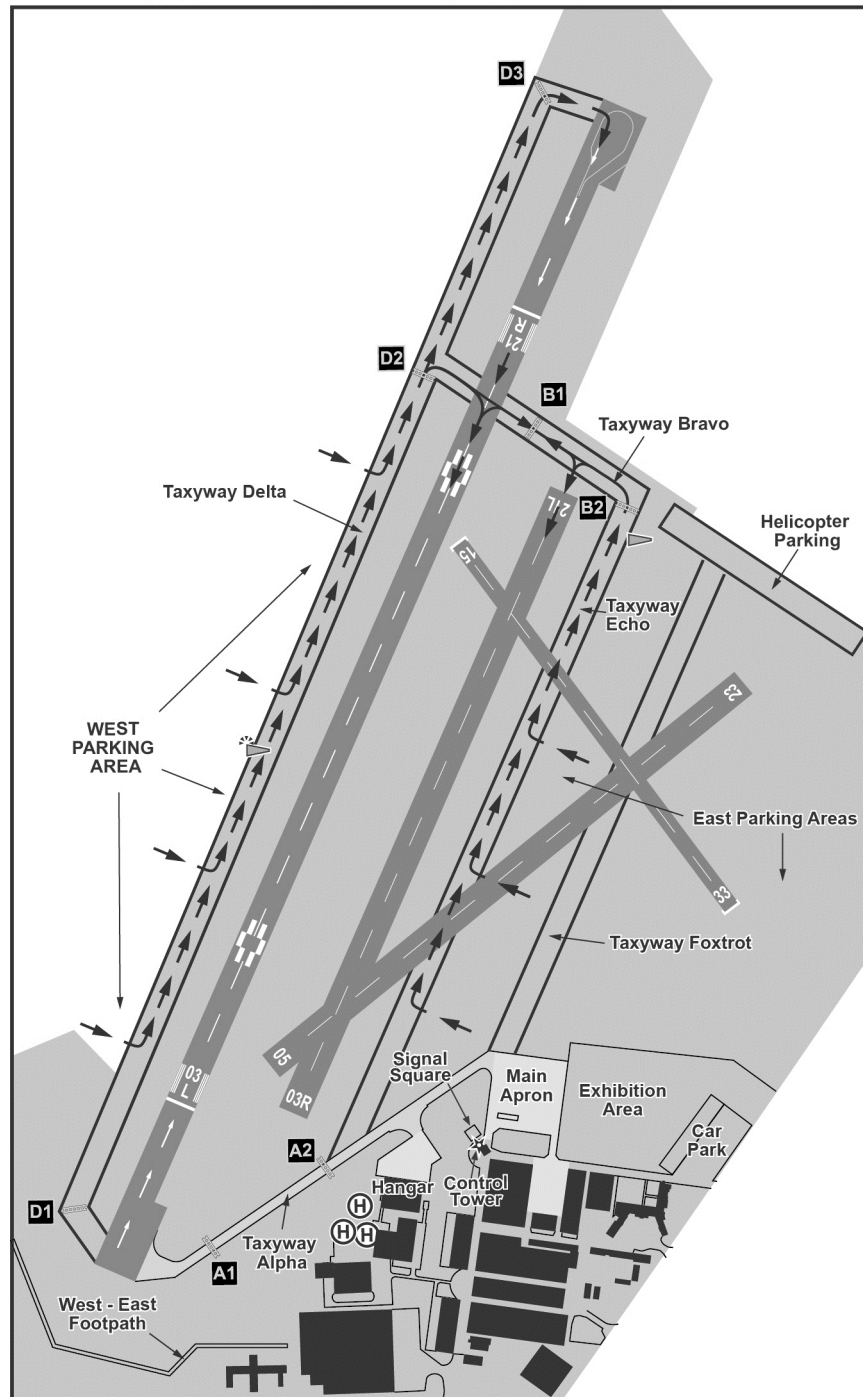 D3
21
R
D2
B1
Taxyway Bravo
Taxyway Delta
21L
B2
Helicopter
Parking
15
Taxyway
Echo
23
WEST
PARKING
AREA
East Parking Areas
33
Taxyway Foxtrot
05
03
L
03R
Signal
Square
Main
Apron
Exhibition
Area
Car
Park
A2
Hangar
Control
Tower
D1
H
H
H
A1
Taxyway
Alpha
West - East
Footpath